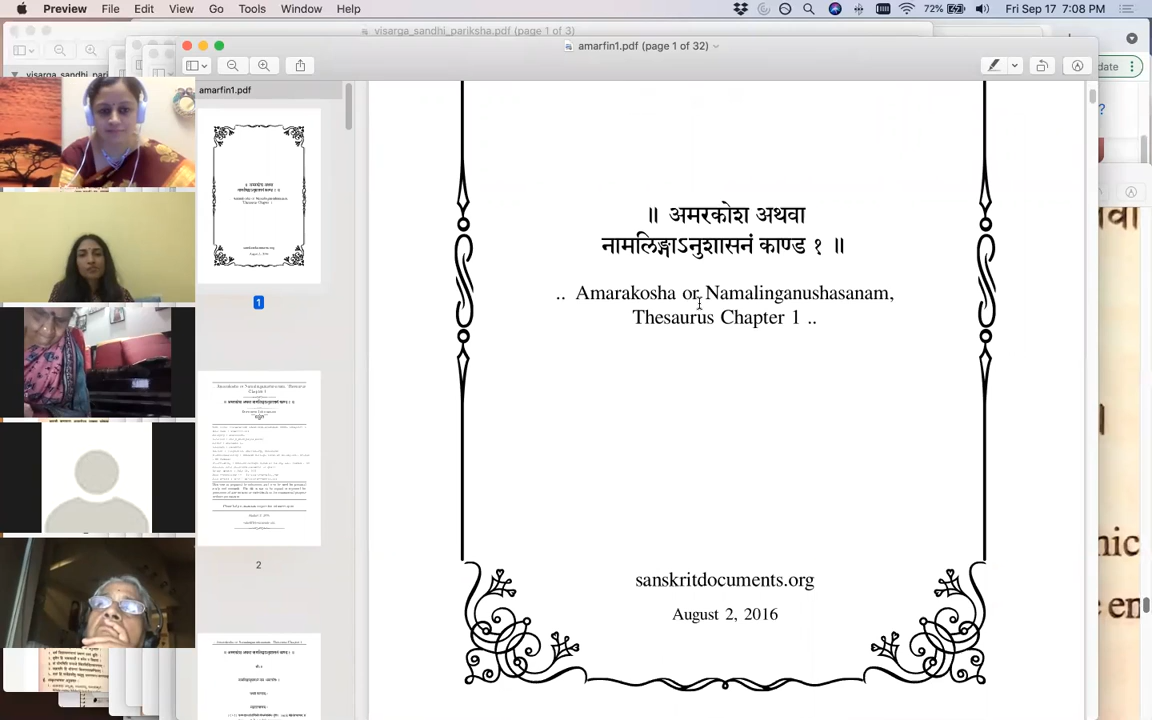 Preview File Edit View Go Tools Window Help
72% Fri Sep 17 7:08 PM
visarga_sandhi_pariksha.pdf (page 1 of 3)
amarfin1.pdf (page 1 of 32)
visarga_sandhi_pari
amarfin1.pdf
date
1
2
॥ अमरकोश अथवा
नामलिङ्गाऽनुशासनं काण्ड १ ॥
.. Amarakosha or Namalinganushasanam,
Thesaurus Chapter 1 ..
sanskritdocuments.org
August 2, 2016